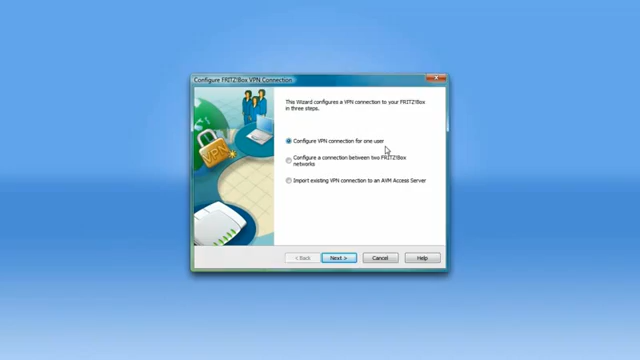 Configure FRITZ!Box VPN Connection
This Wizard configures a VPN connection to your FRITZ!Box
in three steps.
Configure VPN connection for one user
Configure a connection between two FRITZ!Box
networks
Import existing VPN connection to an AVM Access Server
VPN
< Back
Next >
Cancel
Help